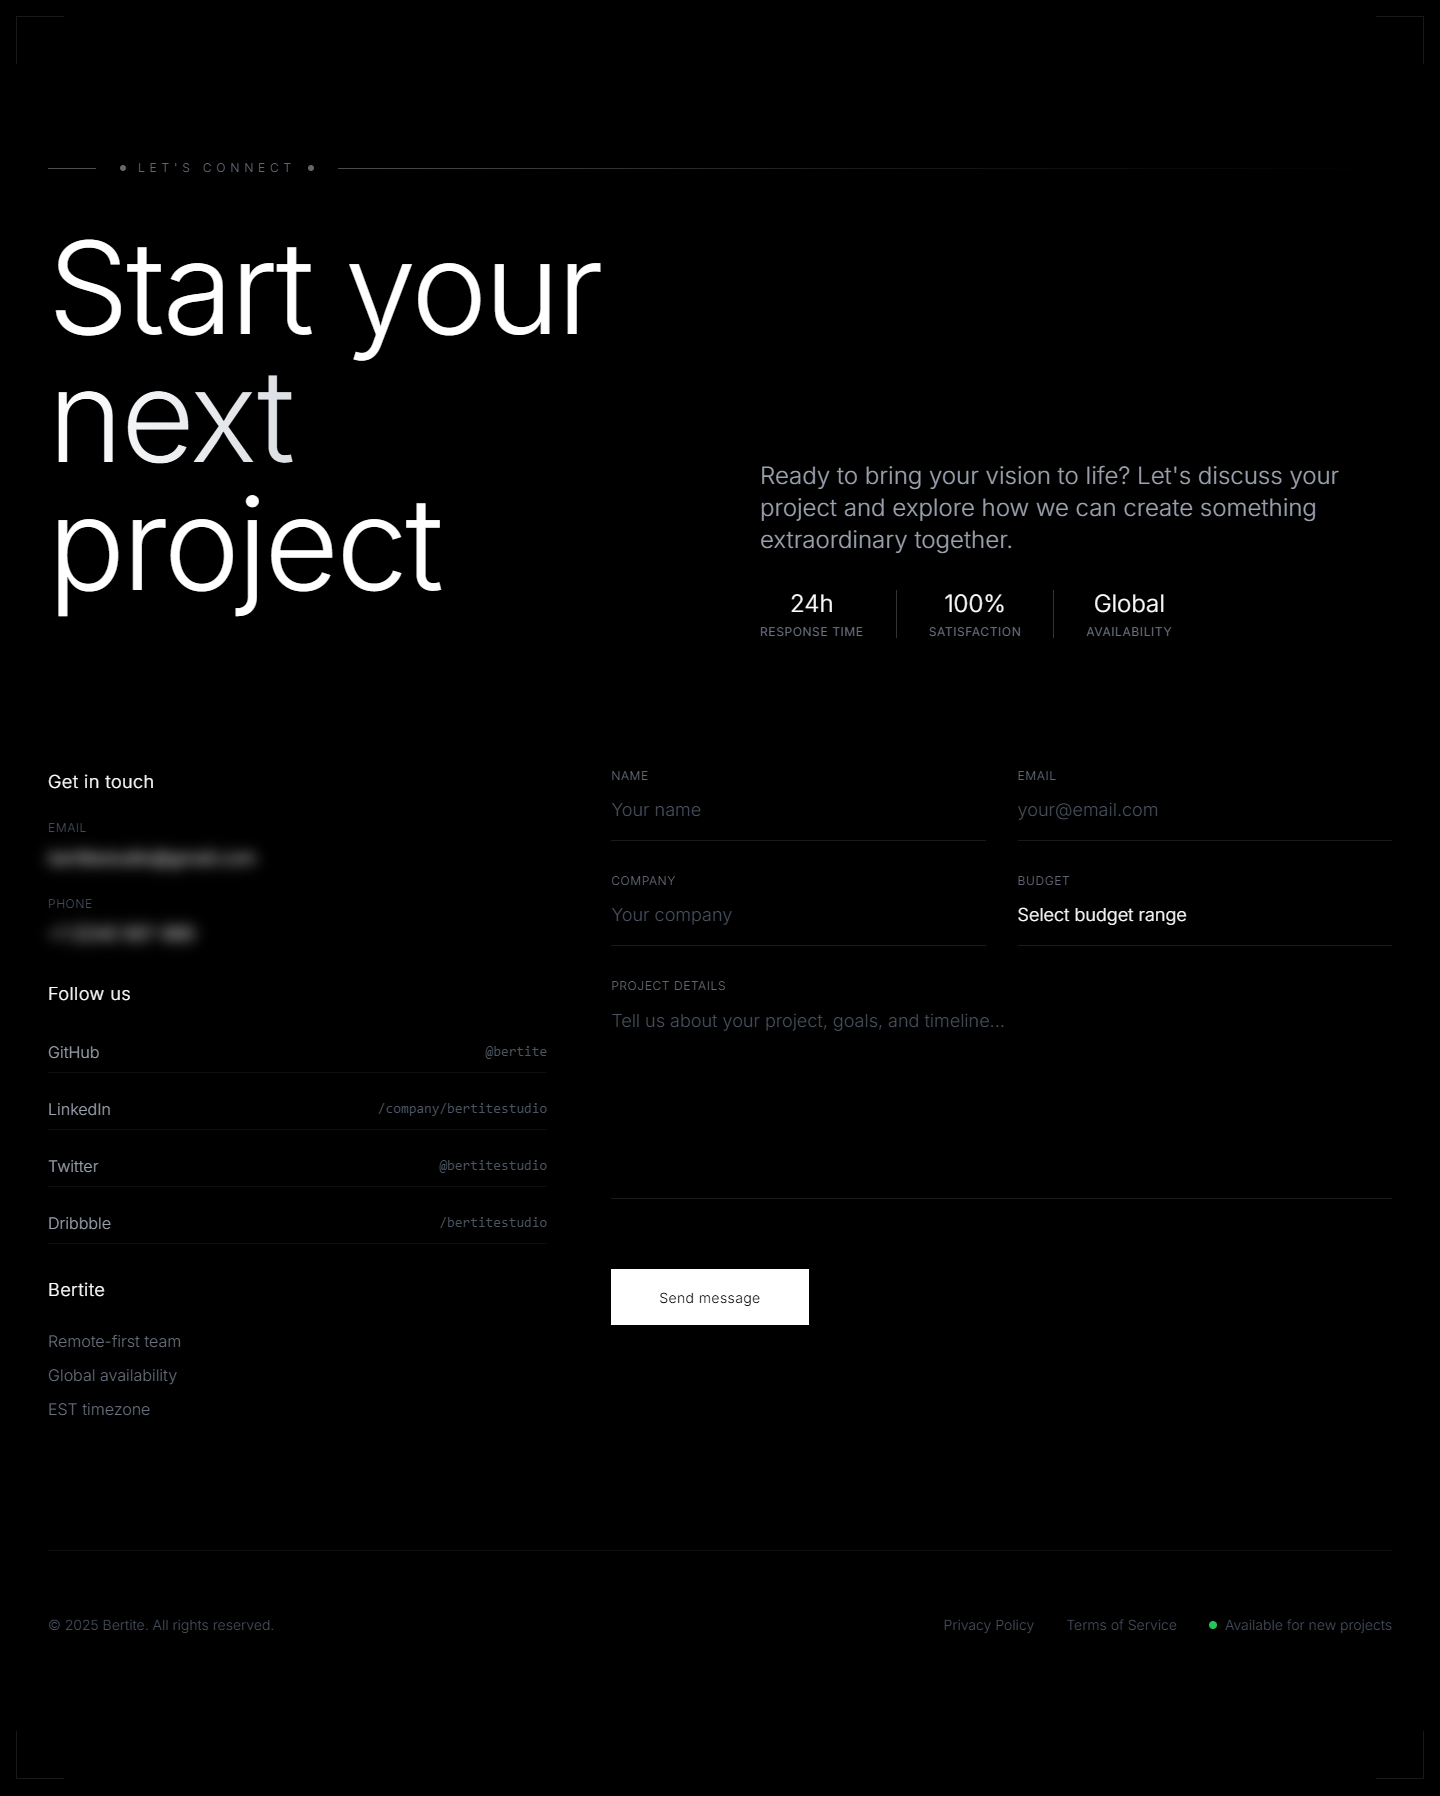 LET'S CONNECT
Start your
next
project
Ready to bring your vision to life? Let's discuss your
project and explore how we can create something
extraordinary together.
24h
RESPONSE TIME
100%
SATISFACTION
Global
AVAILABILITY
Get in touch
EMAIL
PHONE
Follow us
GitHub @bertite
LinkedIn /company/bertitestudio
Twitter @bertitestudio
Dribbble /bertitestudio
Bertite
Remote-first team
Global availability
EST timezone
NAME
Your name
EMAIL
your@email.com
COMPANY
Your company
BUDGET
Select budget range
PROJECT DETAILS
Tell us about your project, goals, and timeline...
Send message
© 2025 Bertite. All rights reserved.
Privacy Policy Terms of Service Available for new projects